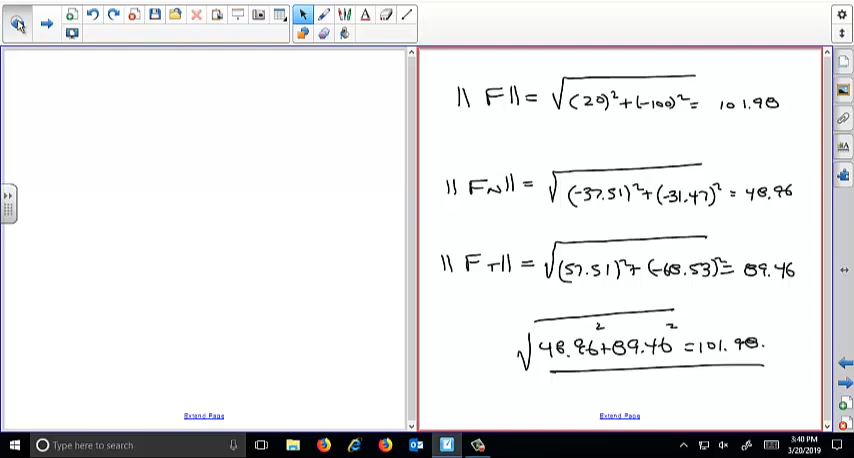 || F || = √(20)²+(-100)² = 101.98
|| F_N || = √(-37.51)²+(-31.47)² = 48.96
|| F_T || = √(57.51)²+(-68.53)² = 89.46
√48.96²+89.46² = 101.98.
Extend Page
Extend Page
Type here to search
3:40 PM
3/20/2019